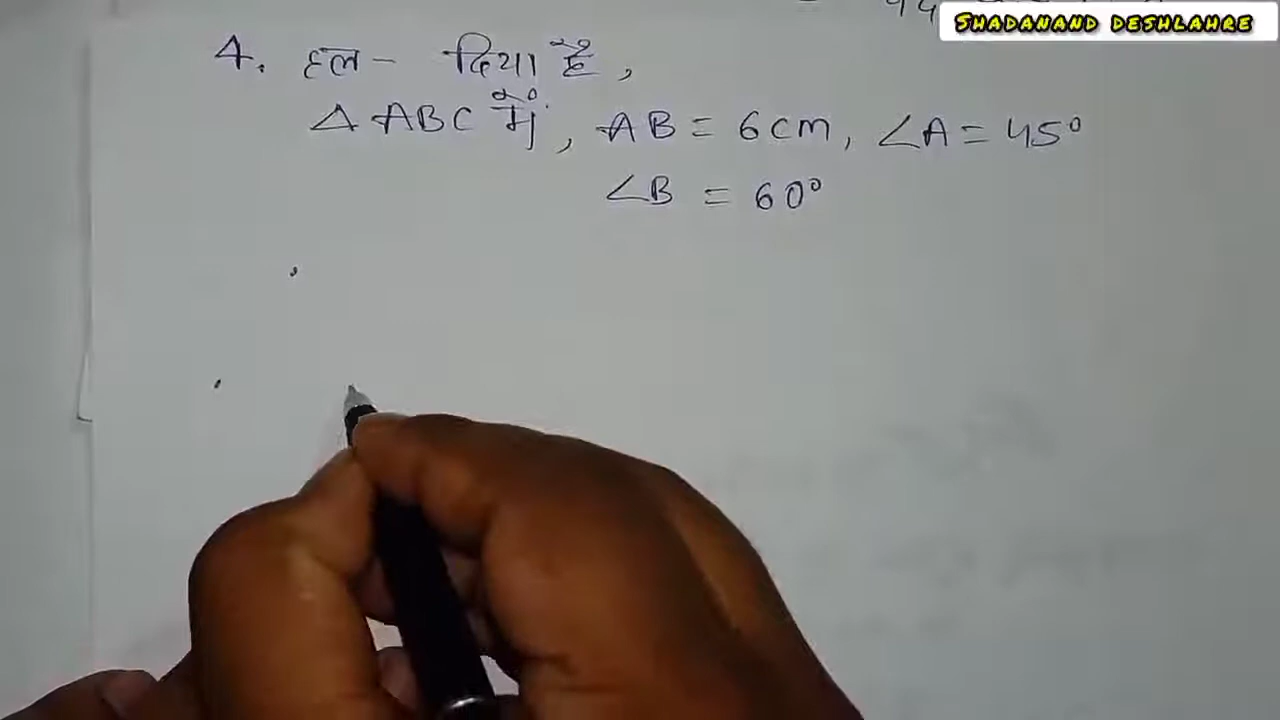 SHADANAND DESHLAHRE
4. हल - दिया है,
Δ ABC में, AB = 6cm, ∠A = 45°
∠B = 60°